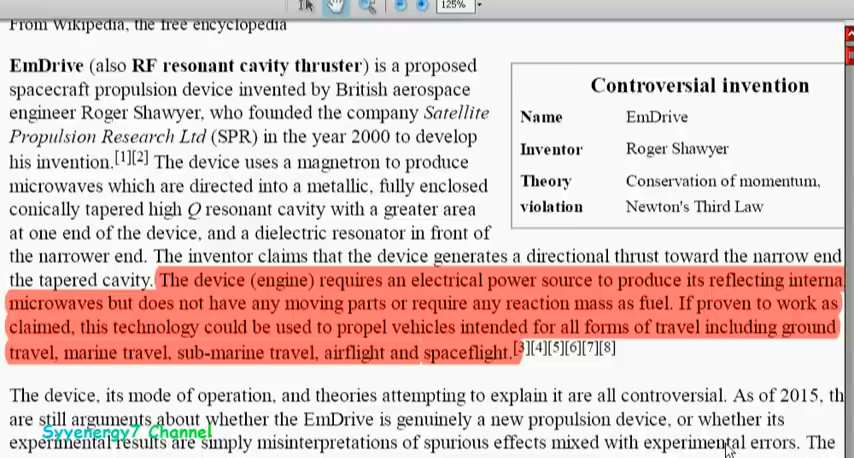 125%
From Wikipedia, the free encyclopedia
EmDrive (also RF resonant cavity thruster) is a proposed
spacecraft propulsion device invented by British aerospace
engineer Roger Shawyer, who founded the company Satellite
Propulsion Research Ltd (SPR) in the year 2000 to develop
his invention.[1][2] The device uses a magnetron to produce
microwaves which are directed into a metallic, fully enclosed
conically tapered high Q resonant cavity with a greater area
at one end of the device, and a dielectric resonator in front of
Controversial invention
Name EmDrive
Inventor Roger Shawyer
Theory Conservation of momentum,
violation Newton's Third Law
the narrower end. The inventor claims that the device generates a directional thrust toward the narrow end
the tapered cavity. The device (engine) requires an electrical power source to produce its reflecting interna
microwaves but does not have any moving parts or require any reaction mass as fuel. If proven to work as
claimed, this technology could be used to propel vehicles intended for all forms of travel including ground
travel, marine travel, sub-marine travel, airflight and spaceflight.[3][4][5][6][7][8]
The device, its mode of operation, and theories attempting to explain it are all controversial. As of 2015, th
are still arguments about whether the EmDrive is genuinely a new propulsion device, or whether its
experimental results are simply misinterpretations of spurious effects mixed with experimental errors. The
Syyenergy7 Channel